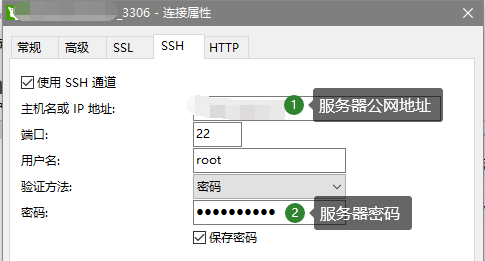 _3306 - 连接属性
常规 高级 SSL SSH HTTP
使用 SSH 通道
主机名或 IP 地址: 1 服务器公网地址
端口: 22
用户名: root
验证方法: 密码
密码: ●●●●●●●●●● 2 服务器密码
保存密码